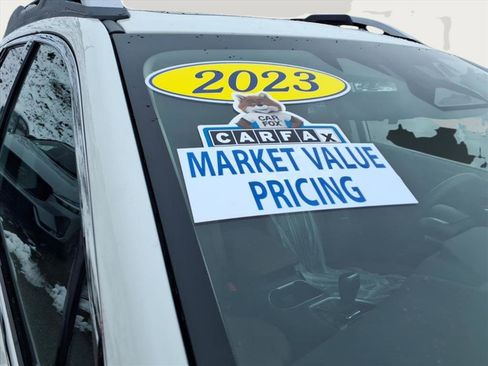 2023
CAR
FOX
CARFAX
MARKET VALUE
PRICING